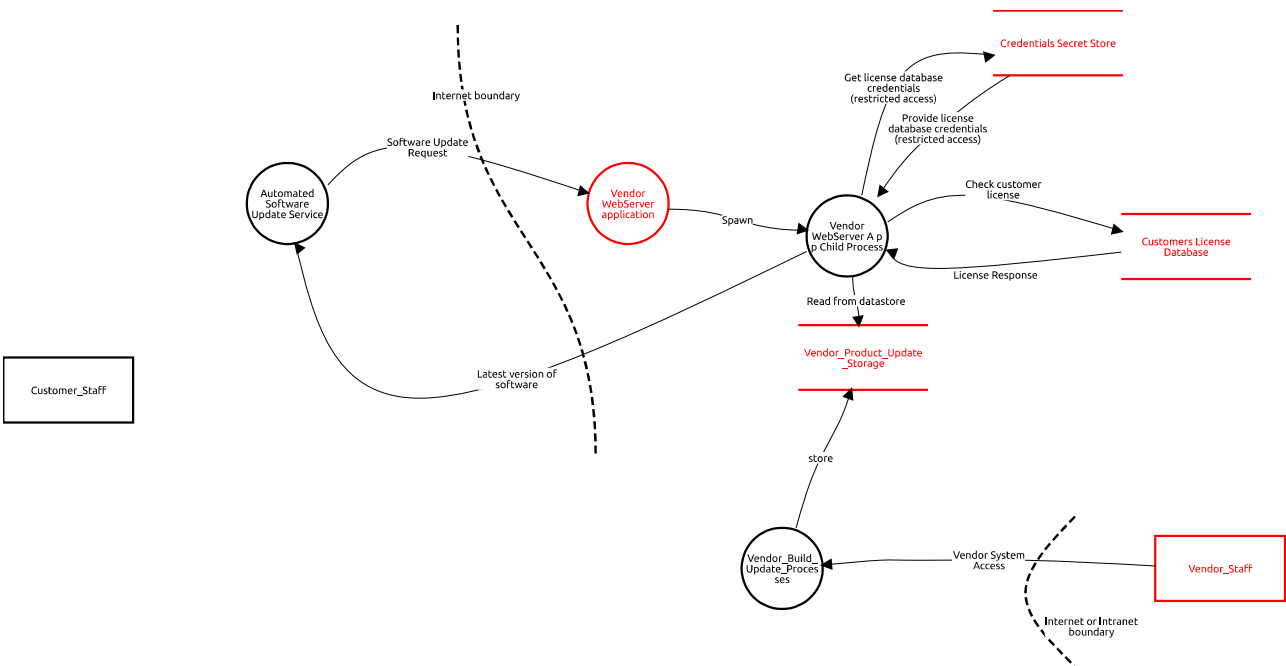 Credentials Secret Store
Get license database
credentials
(restricted access)
Internet boundary
Provide license
database credentials
(restricted access)
Software Update
Request
Automated
Software
Update Service
Vendor
WebServer
application
Spawn
Vendor
WebServer A p
p Child Process
Check customer
license
Customers License
Database
License Response
Read from datastore
Vendor_Product_Update
_Storage
Latest version of
software
Customer_Staff
store
Vendor_Build_
Update_Proces
ses
Vendor System
Access
Vendor_Staff
Internet or Intranet
boundary